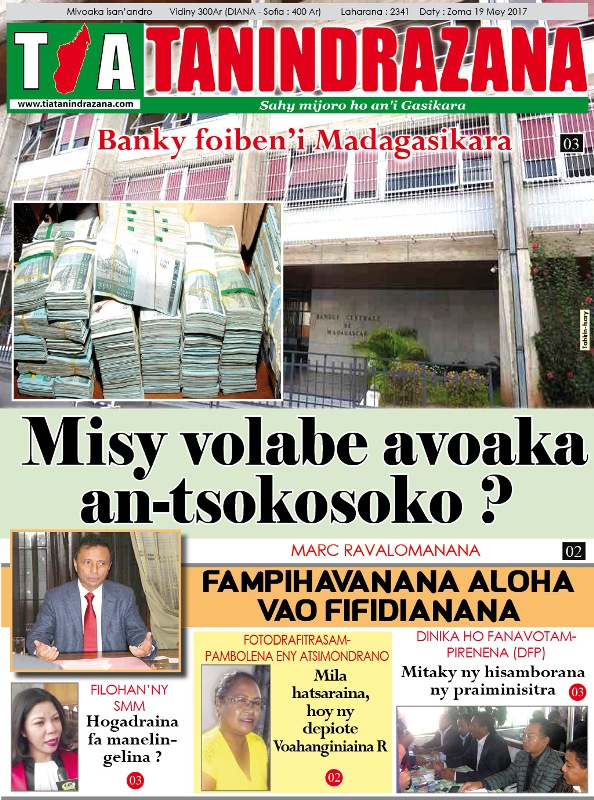 Mivoaka Isan'andro Vidiny 300Ar (DIANA - Sofia : 400 Ar) Laharana : 2341 Daty : Zoma 19 Mey 2017
TIA TANINDRAZANA
www.tiatanindrazana.com
Sahy mijoro ho an'i Gasikara
Banky foiben'i Madagasikara 03
BANQUE CENTRALE
DE
MADAGASCAR
Misy volabe avoaka
an-tsokosoko ?
MARC RAVALOMANANA 02
FAMPIHAVANANA ALOHA
VAO FIFIDIANANA
FILOHAN'NY
SMM
Hogadraina
fa manelin-
gelina ?
03
FOTODRAFITRASAM-
PAMBOLENA ENY ATSIMONDRANO
Mila
hatsaraina,
hoy ny
depiote
Voahanginiaina R
02
DINIKA HO FANAVOTAM-
PIRENENA (DFP)
Mitaky ny hisamborana
ny praiminisitra 03